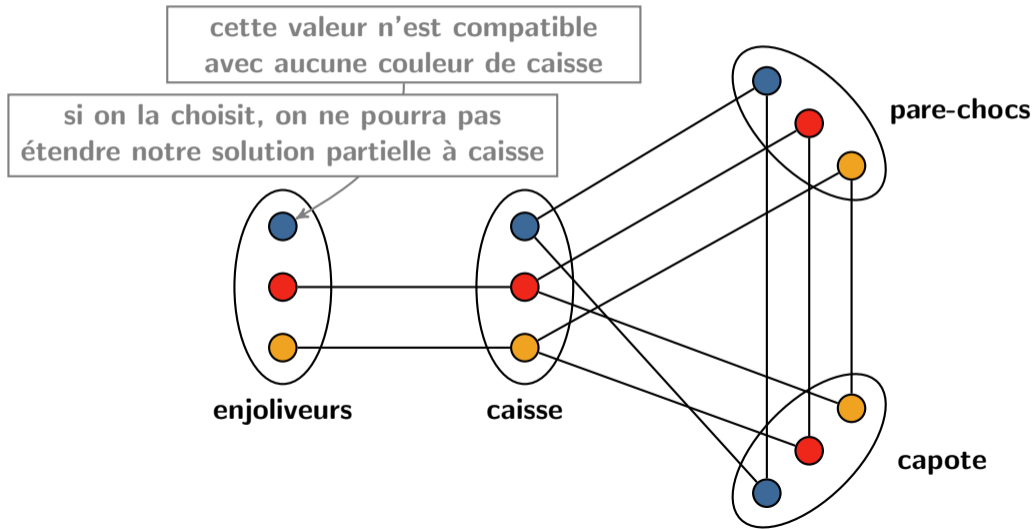 cette valeur n'est compatible
avec aucune couleur de caisse
si on la choisit, on ne pourra pas
étendre notre solution partielle à caisse
pare-chocs
enjoliveurs
caisse
capote